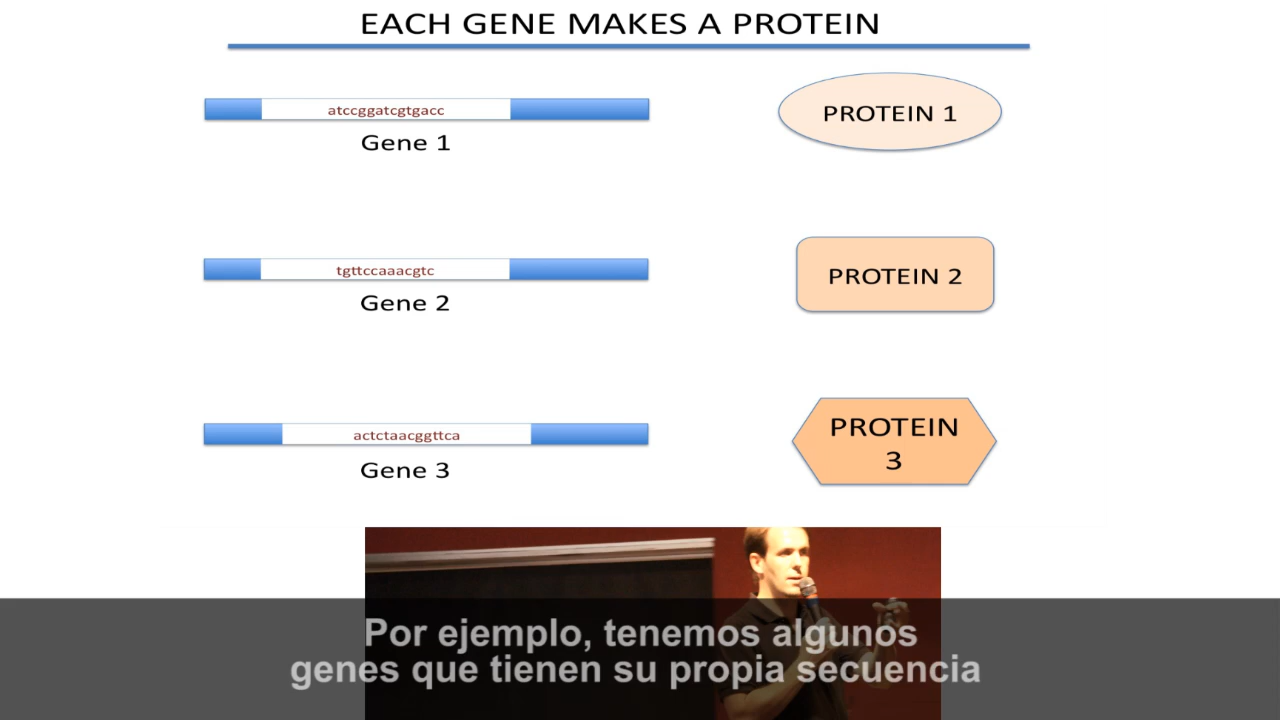 EACH GENE MAKES A PROTEIN
atccggatcgtgacc
Gene 1
PROTEIN 1
tgttccaaacgtc
Gene 2
PROTEIN 2
actctaacggttca
Gene 3
PROTEIN
3
Por ejemplo, tenemos algunos
genes que tienen su propia secuencia